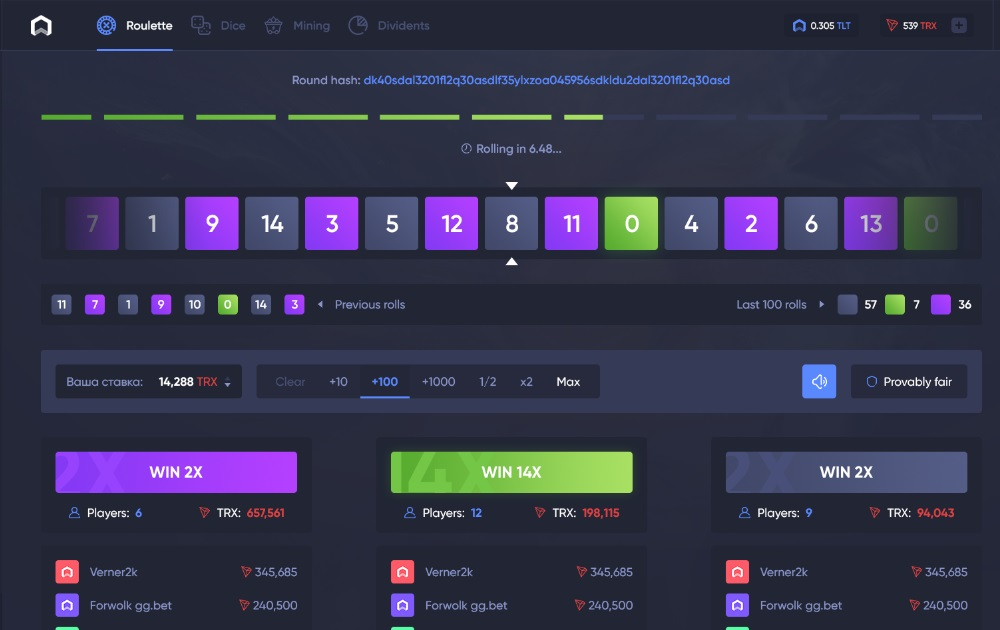 Roulette Dice Mining Dividents 0.305 TLT 539 TRX
Round hash: dk40sdal3201fl2q30asdlf35ylxzoa045956sdkldu2dal3201fl2q30asd
Rolling in 6.48...
7 1 9 14 3 5 12 8 11 0 4 2 6 13 0
11 7 1 9 10 0 14 3 Previous rolls Last 100 rolls 57 7 36
Ваша ставка: 14,288 TRX Clear +10 +100 +1000 1/2 x2 Max Provably fair
2X WIN 2X 14X WIN 14X 2X WIN 2X
Players: 6 TRX: 657,561 Players: 12 TRX: 198,115 Players: 9 TRX: 94,043
Verner2k 345,685 Verner2k 345,685 Verner2k 345,685
Forwolk gg.bet 240,500 Forwolk gg.bet 240,500 Forwolk gg.bet 240,500